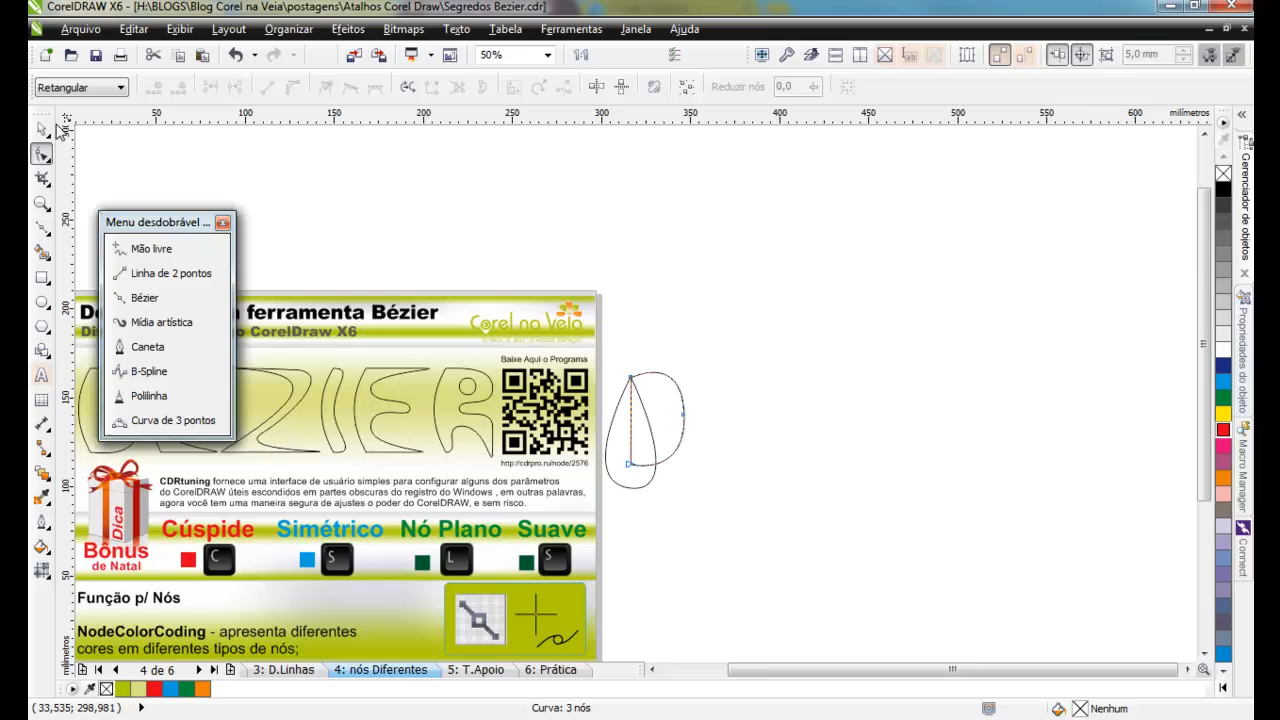 CorelDRAW X6 - [H:\BLOGS\Blog Corel na Veia\postagens\Atalhos Corel Draw\Segredos Bezier.cdr]
Arquivo Editar Exibir Layout Organizar Efeitos Bitmaps Texto Tabela Ferramentas Janela Ajuda
50% 5,0 mm
Retangular Reduzir nós 0,0
50 100 150 200 250 300 350 400 450 500 550 600 milímetros
Menu desdobrável ...
Mão livre
Linha de 2 pontos
Bézier
Mídia artística
Caneta
B-Spline
Polilinha
Curva de 3 pontos
300
250
200
150
100
50
milímetros
ferramenta Bézier
CorelDraw X6
Corel na Veia
Baixe Aqui o Programa
http://cdrpro.ru/node/2576
BEZIER
CDRtuning fornece uma interface de usuário simples para configurar alguns dos parâmetros
do CorelDRAW úteis escondidos em partes obscuras do registro do Windows , em outras palavras,
agora você tem uma maneira segura de ajustes o poder do CorelDRAW, e sem risco.
Dica
Bônus
de Natal
Cúspide Simétrico Nó Plano Suave
C S L S
Função p/ Nós
NodeColorCoding - apresenta diferentes
cores em diferentes tipos de nós;
Gerenciador de objetos
Propriedades do objeto
Macro Manager
Connect
4 de 6 3: D.Linhas 4: nós Diferentes 5: T.Apoio 6: Prática
( 33,535; 298,981 ) Curva: 3 nós Nenhum